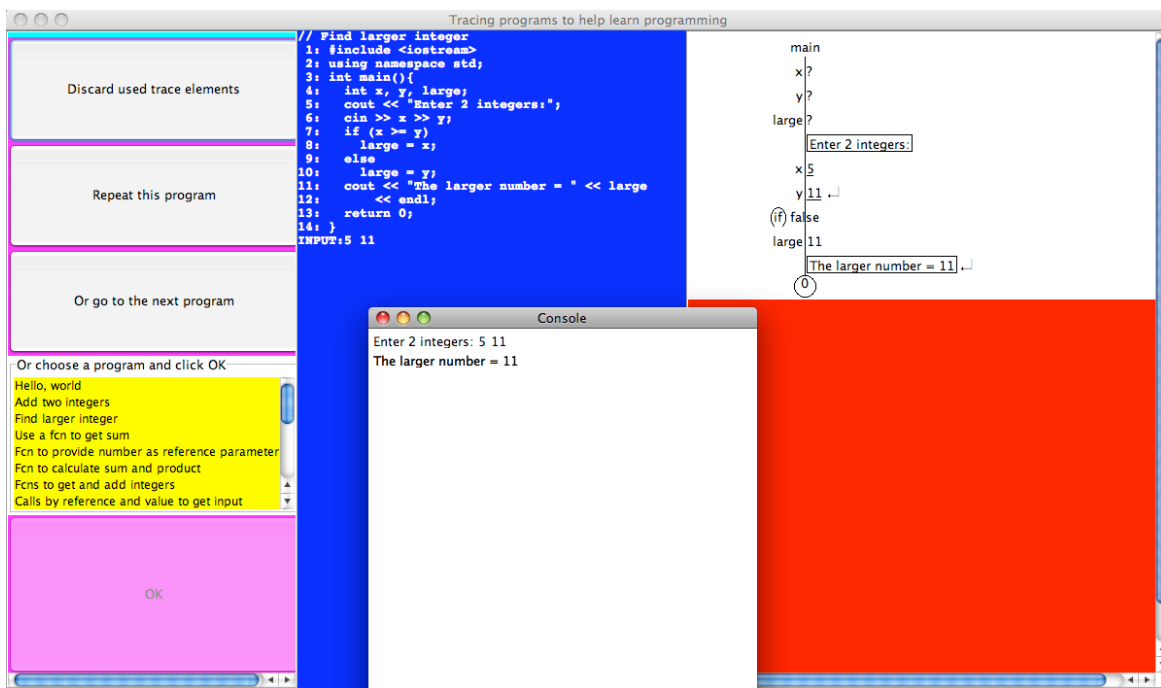 Tracing programs to help learn programming
Discard used trace elements
Repeat this program
Or go to the next program
Or choose a program and click OK
Hello, world
Add two integers
Find larger integer
Use a fcn to get sum
Fcn to provide number as reference parameter
Fcn to calculate sum and product
Fcns to get and add integers
Calls by reference and value to get input
OK
// Find larger integer
1: #include <iostream>
2: using namespace std;
3: int main(){
4:   int x, y, large;
5:   cout << "Enter 2 integers:";
6:   cin >> x >> y;
7:   if (x >= y)
8:     large = x;
9:   else
10:     large = y;
11:   cout << "The larger number = " << large
12:       << endl;
13:   return 0;
14: }
INPUT:5 11
main
x ?
y ?
large ?
Enter 2 integers:
x 5
y 11 ↵
if false
large 11
The larger number = 11 ↵
0
Console
Enter 2 integers: 5 11
The larger number = 11